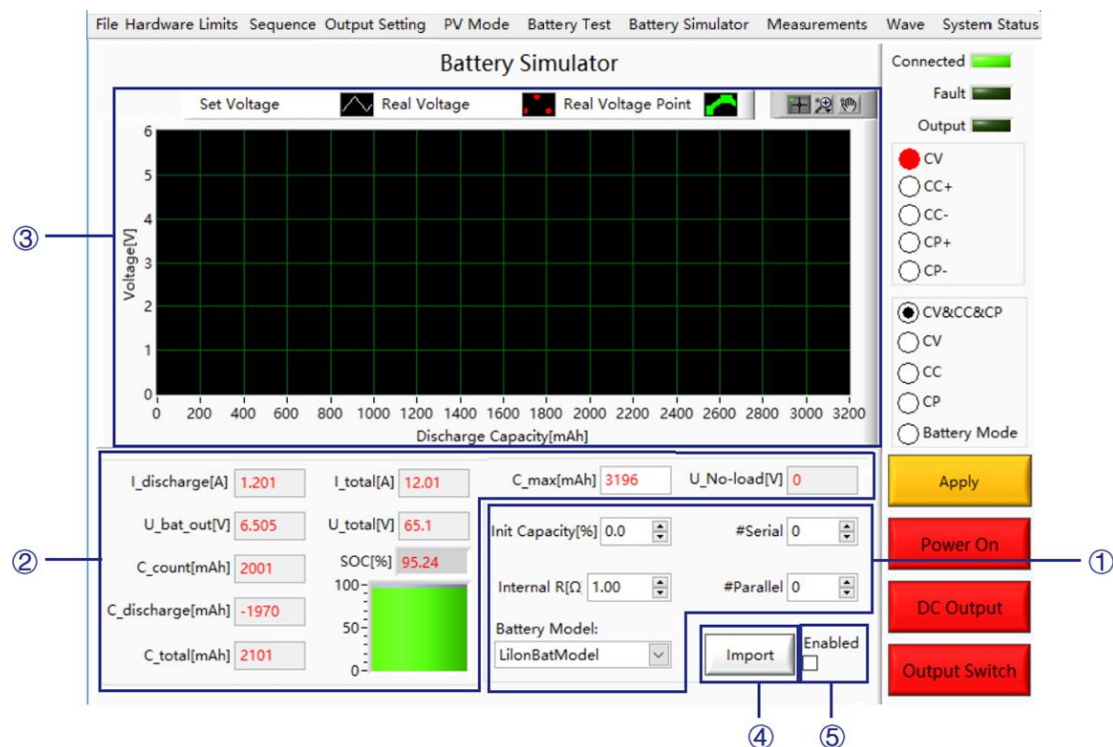 File Hardware Limits Sequence Output Setting PV Mode Battery Test Battery Simulator Measurements Wave System Status
Battery Simulator
Connected
Fault
Output
Set Voltage Real Voltage Real Voltage Point
6
5
4
3
2
1
0
Voltage[V]
0 200 400 600 800 1000 1200 1400 1600 1800 2000 2200 2400 2600 2800 3000 3200
Discharge Capacity[mAh]
③
CV
CC+
CC-
CP+
CP-
CV&CC&CP
CV
CC
CP
Battery Mode
I_discharge[A] 1.201 I_total[A] 12.01 C_max[mAh] 3196 U_No-load[V] 0
U_bat_out[V] 6.505 U_total[V] 65.1
C_count[mAh] 2001 SOC[%] 95.24
C_discharge[mAh] -1970
C_total[mAh] 2101
100
50
0
②
Init Capacity[%] 0.0 #Serial 0
Internal R[Ω 1.00 #Parallel 0
Battery Model:
LiIonBatModel
Import
Enabled
①
④ ⑤
Apply
Power On
DC Output
Output Switch